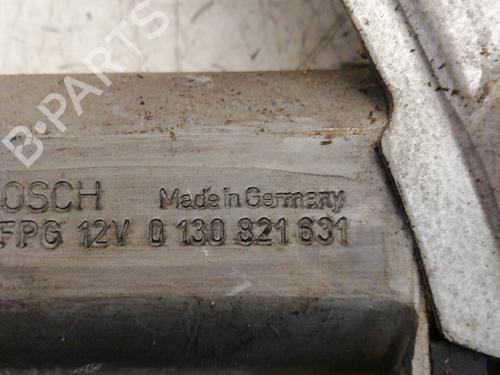 B-PARTS
OSCH Made in Germany
FPG 12V 0 130 821 631